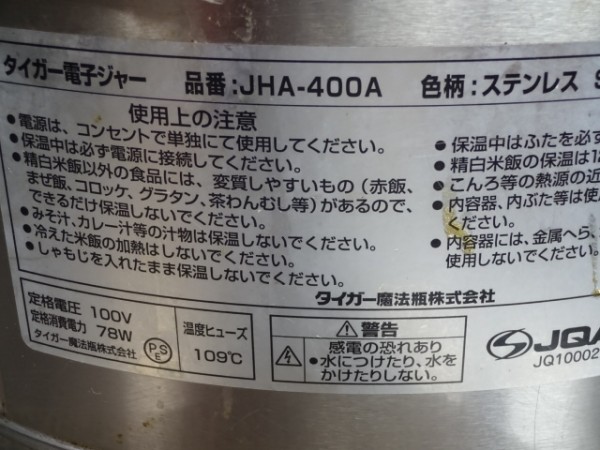 タイガー電子ジャー 品番:JHA-400A 色柄:ステンレス S
使用上の注意
●電源は、コンセントで単独にて使用してください。
●保温中は必ず電源に接続してください。
●精白米飯以外の食品には、変質しやすいもの（赤飯、
まぜ飯、コロッケ、グラタン、茶わんむし等）があるので、
できるだけ保温しないでください。
●みそ汁、カレー汁等の汁物は保温しないでください。
●冷えた米飯の加熱はしないでください。
●しゃもじを入れたまま保温しないでください。
●保温中はふたを必ず
●精白米飯の保温は12
●こんろ等の熱源の近
●内容器、内ぶた等は使
ください。
●内容器には、金属へら、
使用しないでください。
タイガー魔法瓶株式会社
定格電圧 100V
定格消費電力 78W
タイガー魔法瓶株式会社
PSE
温度ヒューズ
109℃
警告
感電の恐れあり
●水につけたり、水を
かけたりしない。
JQA
JQ10002